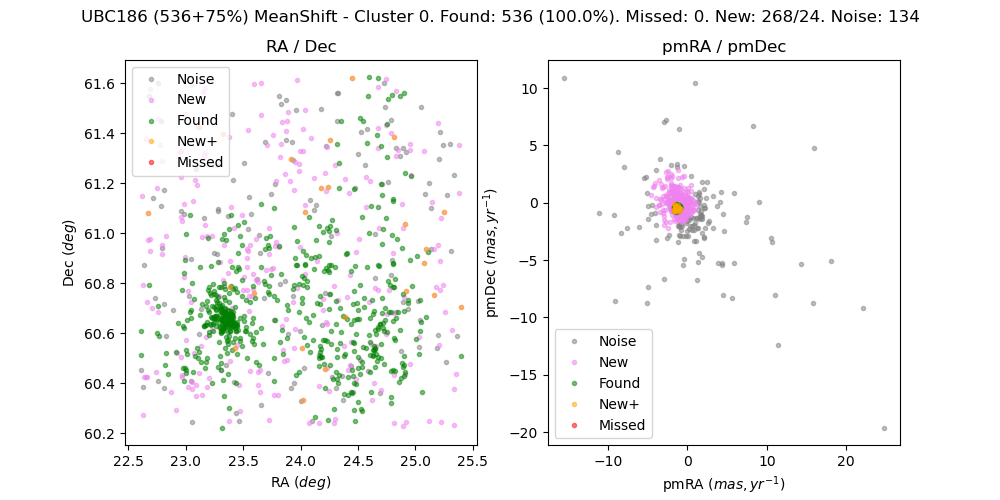 UBC186 (536+75%) MeanShift - Cluster 0. Found: 536 (100.0%). Missed: 0. New: 268/24. Noise: 134
RA / Dec
pmRA / pmDec
Noise
New
Found
New+
Missed
61.6
61.4
61.2
61.0
60.8
60.6
60.4
60.2
Dec (deg)
22.5 23.0 23.5 24.0 24.5 25.0 25.5
RA (deg)
10
5
0
−5
−10
−15
−20
pmDec (mas, yr⁻¹)
Noise
New
Found
New+
Missed
−10 0 10 20
pmRA (mas, yr⁻¹)